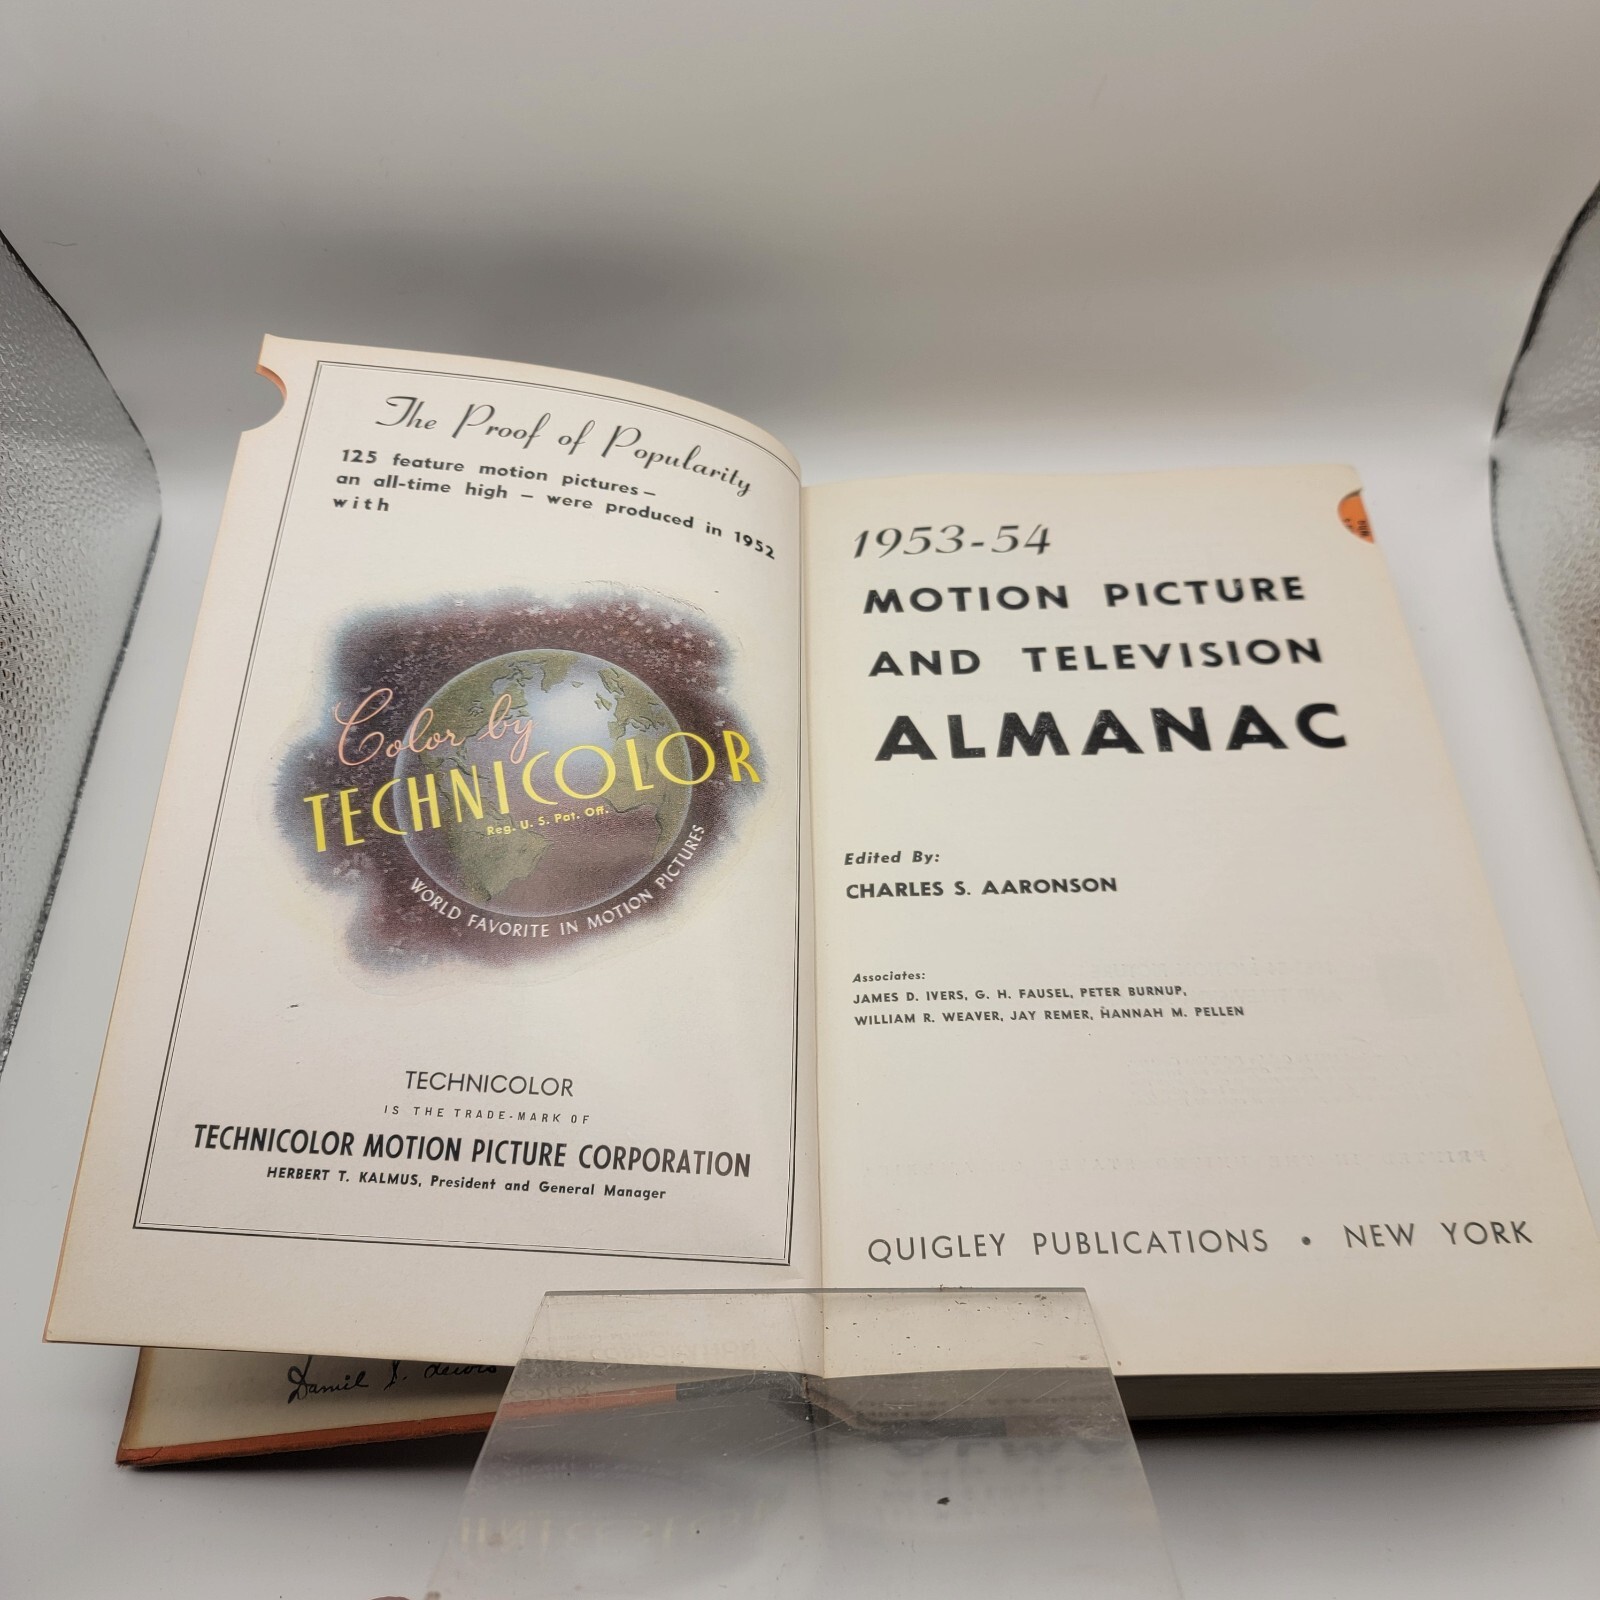 The Proof of Popularity
125 feature motion pictures—
an all-time high — were produced in 1952
with
Color by
TECHNICOLOR
Reg. U. S. Pat. Off.
WORLD FAVORITE IN MOTION PICTURES
TECHNICOLOR
IS THE TRADE-MARK OF
TECHNICOLOR MOTION PICTURE CORPORATION
HERBERT T. KALMUS, President and General Manager
1953-54
MOTION PICTURE
AND TELEVISION
ALMANAC
Edited By:
CHARLES S. AARONSON
Associates:
JAMES D. IVERS, G. H. FAUSEL, PETER BURNUP,
WILLIAM R. WEAVER, JAY REMER, HANNAH M. PELLEN
QUIGLEY PUBLICATIONS • NEW YORK